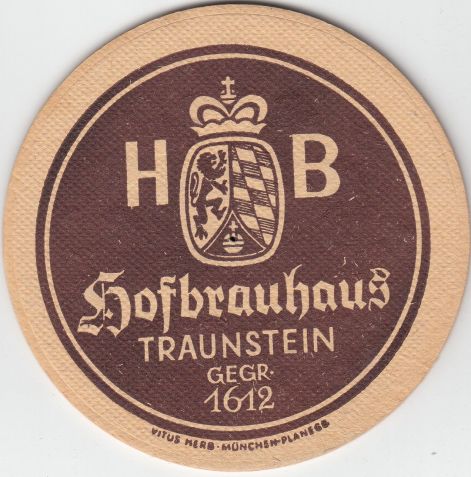 H B
Hofbrauhaus
TRAUNSTEIN
GEGR.
1612
VITUS HERB · MÜNCHEN-PLANEGG